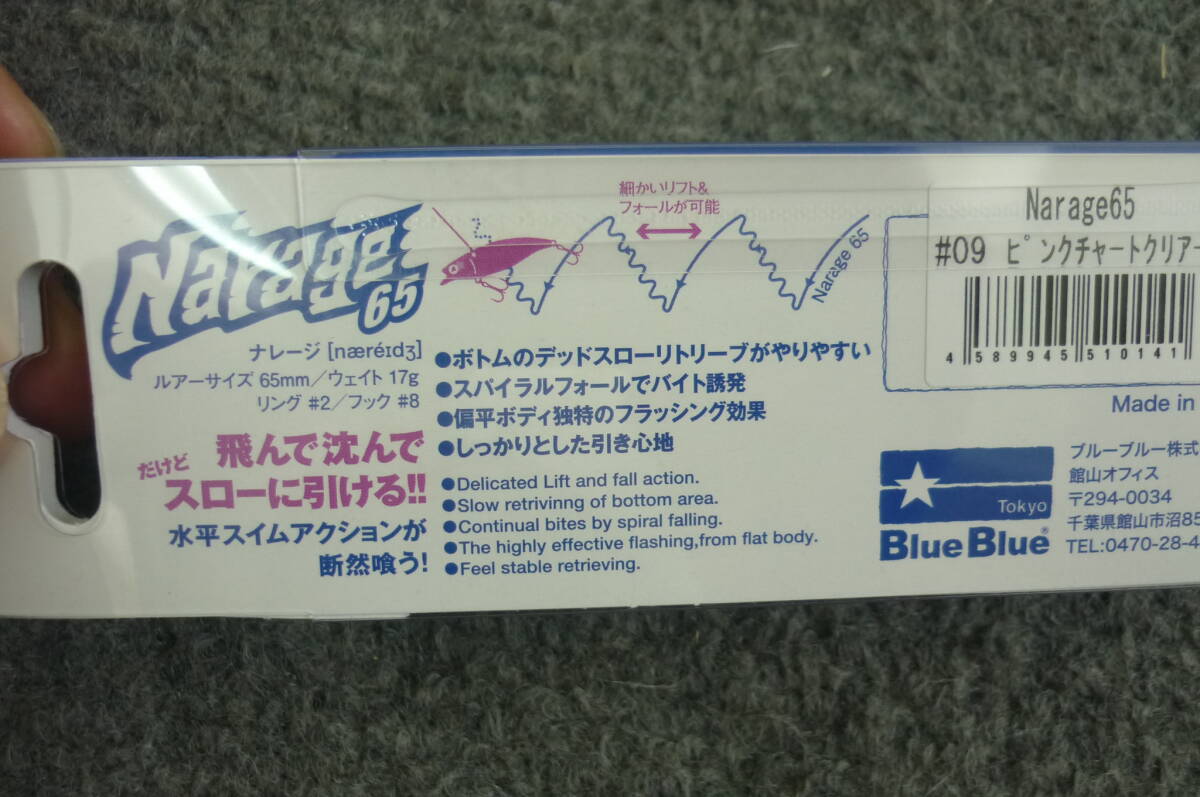 Narage
65
ナレージ [næréɪdʒ]
ルアーサイズ 65mm/ウェイト 17g
リング #2/フック #8
だけど 飛んで沈んで
スローに引ける!!
水平スイムアクションが
断然喰う!
細かいリフト&
フォールが可能
Narage 65
●ボトムのデッドスローリトリーブがやりやすい
●スパイラルフォールでバイト誘発
●偏平ボディ独特のフラッシング効果
●しっかりとした引き心地
●Delicated Lift and fall action.
●Slow retrivinng of bottom area.
●Continual bites by spiral falling.
●The highly effective flashing,from flat body.
●Feel stable retrieving.
Narage65
#09 ピンクチャートクリアー
4 589945 510141
Made in
Tokyo
BlueBlue®
ブルーブルー株式
館山オフィス
〒294-0034
千葉県館山市沼85
TEL:0470-28-4